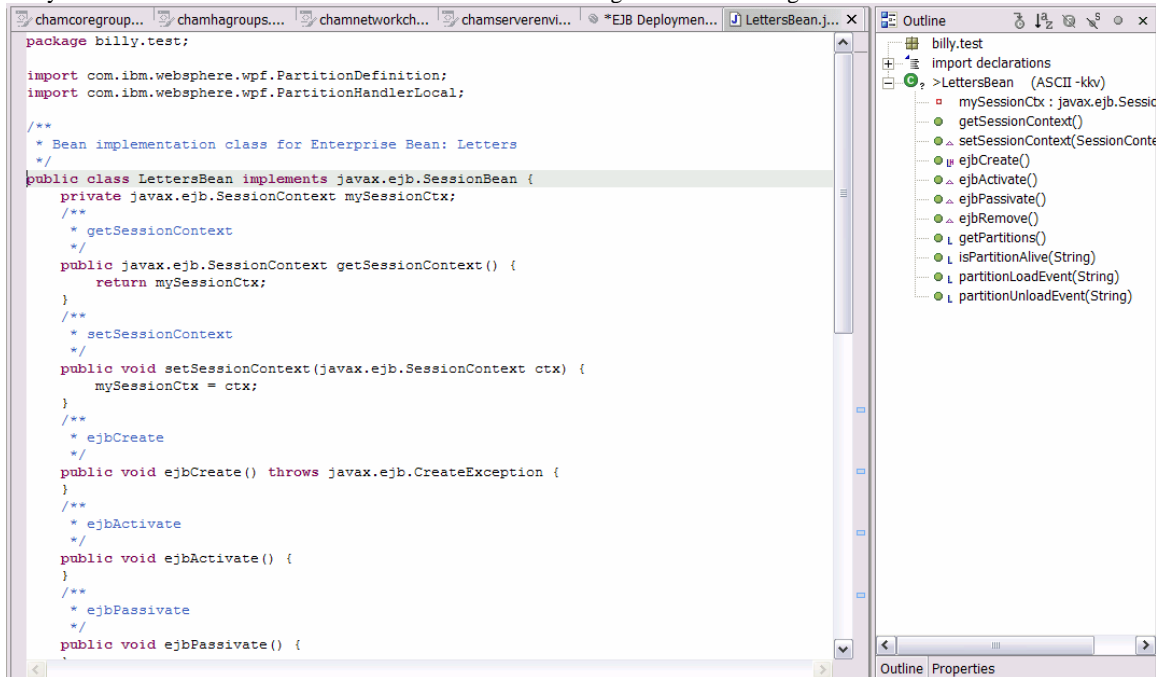 chamcoregroup... chamhagroups.... chamnetworkch... chamserverenvi... *EJB Deploymen... LettersBean.j...
package billy.test;
import com.ibm.websphere.wpf.PartitionDefinition;
import com.ibm.websphere.wpf.PartitionHandlerLocal;
/**
* Bean implementation class for Enterprise Bean: Letters
*/
public class LettersBean implements javax.ejb.SessionBean {
private javax.ejb.SessionContext mySessionCtx;
/**
* getSessionContext
*/
public javax.ejb.SessionContext getSessionContext() {
return mySessionCtx;
}
/**
* setSessionContext
*/
public void setSessionContext(javax.ejb.SessionContext ctx) {
mySessionCtx = ctx;
}
/**
* ejbCreate
*/
public void ejbCreate() throws javax.ejb.CreateException {
}
/**
* ejbActivate
*/
public void ejbActivate() {
}
/**
* ejbPassivate
*/
public void ejbPassivate() {
Outline
billy.test
import declarations
>LettersBean (ASCII -kkv)
mySessionCtx : javax.ejb.Sessic
getSessionContext()
setSessionContext(SessionConte
ejbCreate()
ejbActivate()
ejbPassivate()
ejbRemove()
getPartitions()
isPartitionAlive(String)
partitionLoadEvent(String)
partitionUnloadEvent(String)
Outline Properties